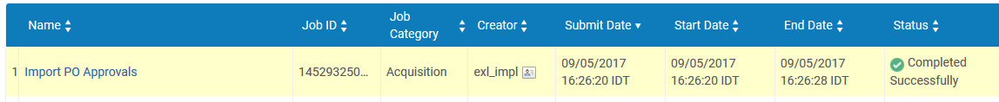 Name Job ID Job Category Creator Submit Date Start Date End Date Status
1 Import PO Approvals 145293250... Acquisition exl_impl 09/05/2017 16:26:20 IDT 09/05/2017 16:26:20 IDT 09/05/2017 16:26:28 IDT Completed Successfully